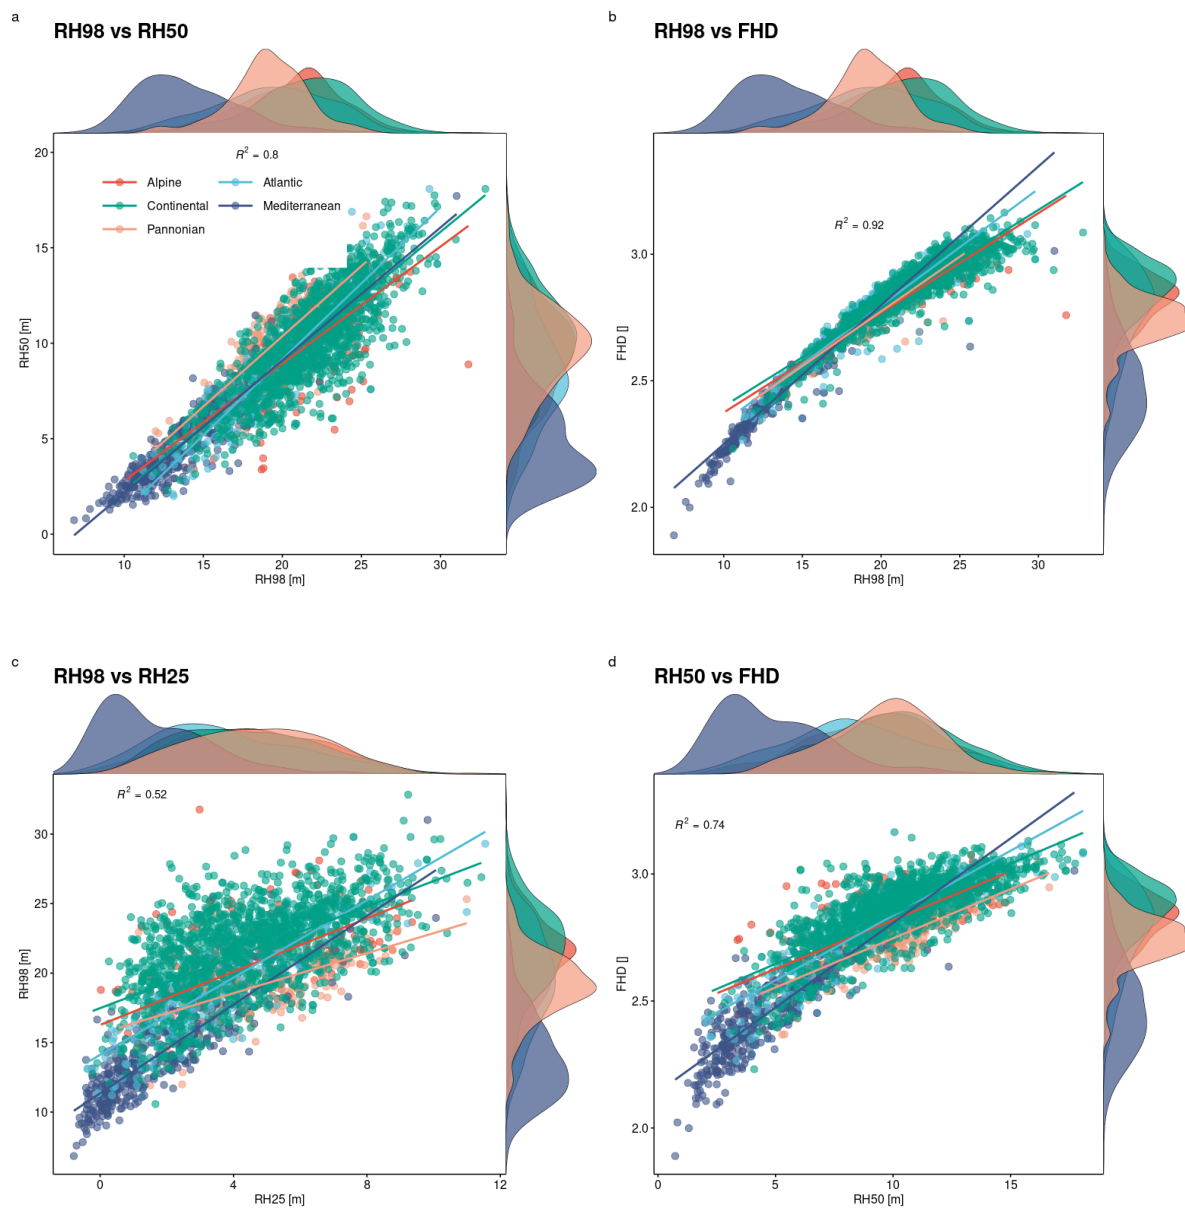 a
RH98 vs RH50
R² = 0.8
Alpine
Atlantic
Continental
Mediterranean
Pannonian
20
15
10
5
0
RH50 [m]
10 15 20 25 30
RH98 [m]
b
RH98 vs FHD
R² = 0.92
3.0
2.5
2.0
FHD []
10 15 20 25 30
RH98 [m]
c
RH98 vs RH25
R² = 0.52
30
25
20
15
10
RH98 [m]
0 4 8 12
RH25 [m]
d
RH50 vs FHD
R² = 0.74
3.0
2.5
2.0
FHD []
0 5 10 15
RH50 [m]